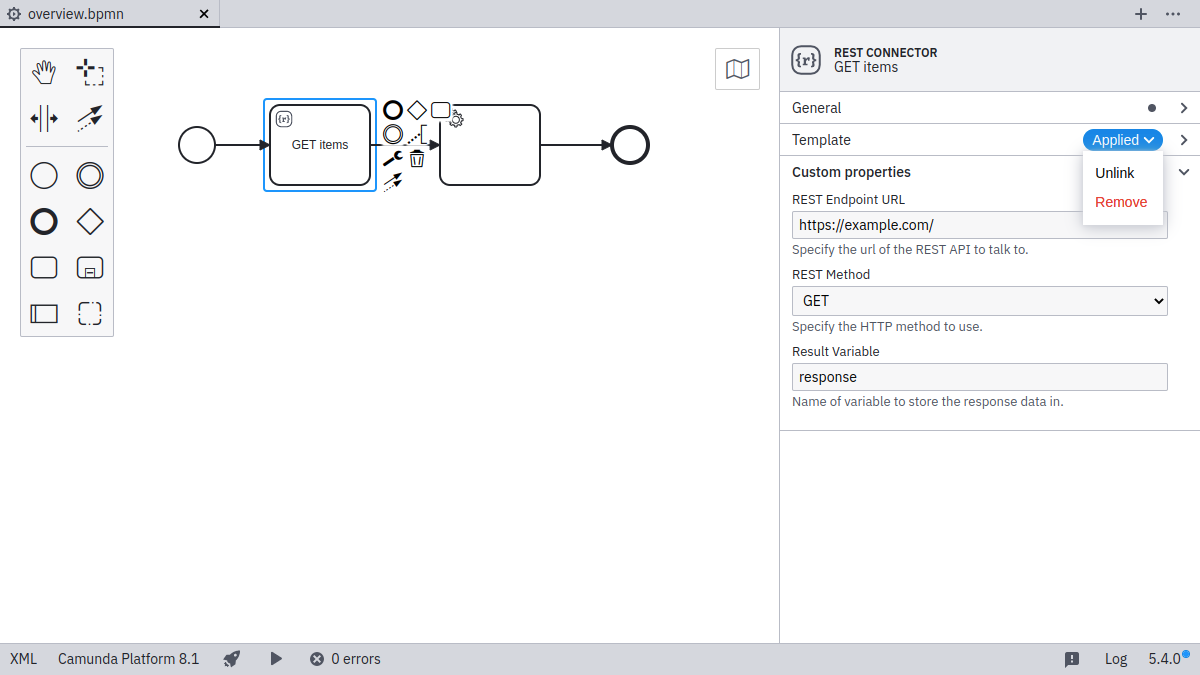 overview.bpmn
{r}
GET items
{r}
REST CONNECTOR
GET items
General
Template
Applied
Unlink
Remove
Custom properties
REST Endpoint URL
https://example.com/
Specify the url of the REST API to talk to.
REST Method
GET
Specify the HTTP method to use.
Result Variable
response
Name of variable to store the response data in.
XML
Camunda Platform 8.1
0 errors
Log
5.4.0